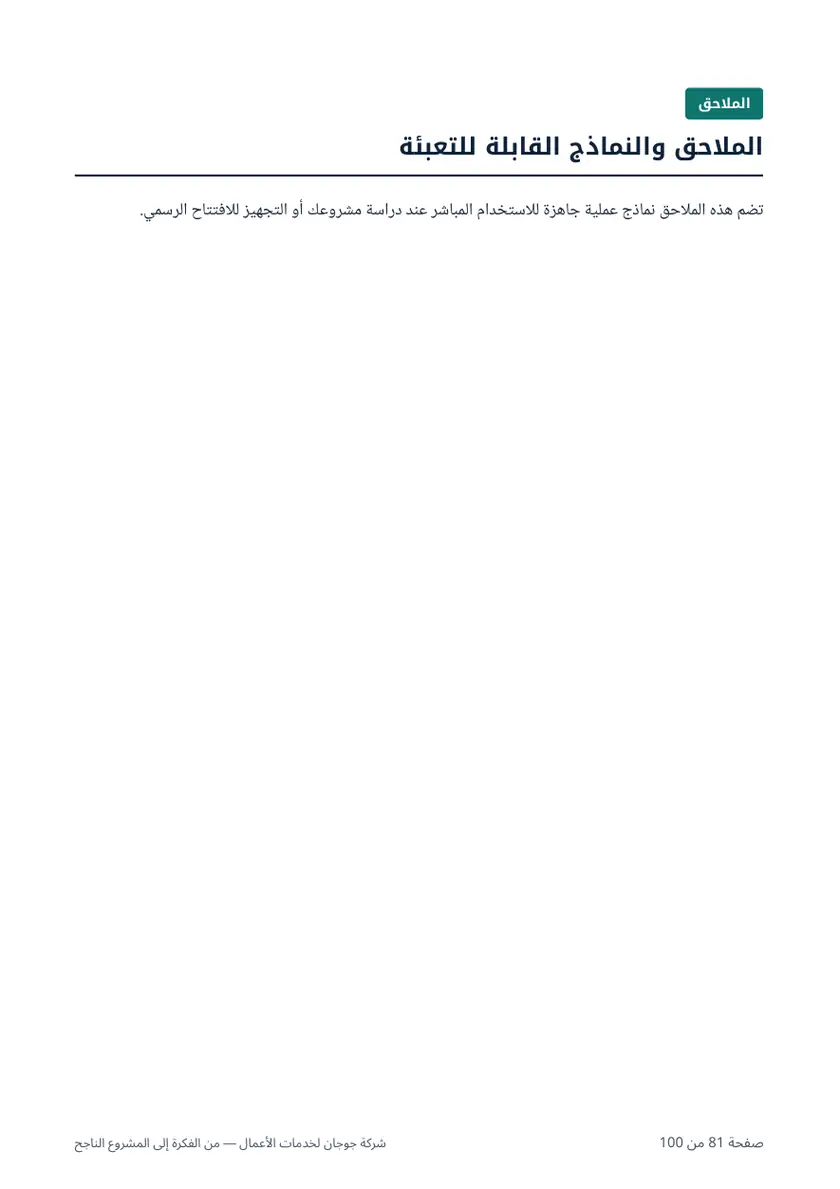 الملاحق
الملاحق والنماذج القابلة للتعبئة
تضم هذه الملاحق نماذج عملية جاهزة للاستخدام المباشر عند دراسة مشروعك أو التجهيز للافتتاح الرسمي.
صفحة 81 من 100
شركة جوجان لخدمات الأعمال — من الفكرة إلى المشروع الناجح